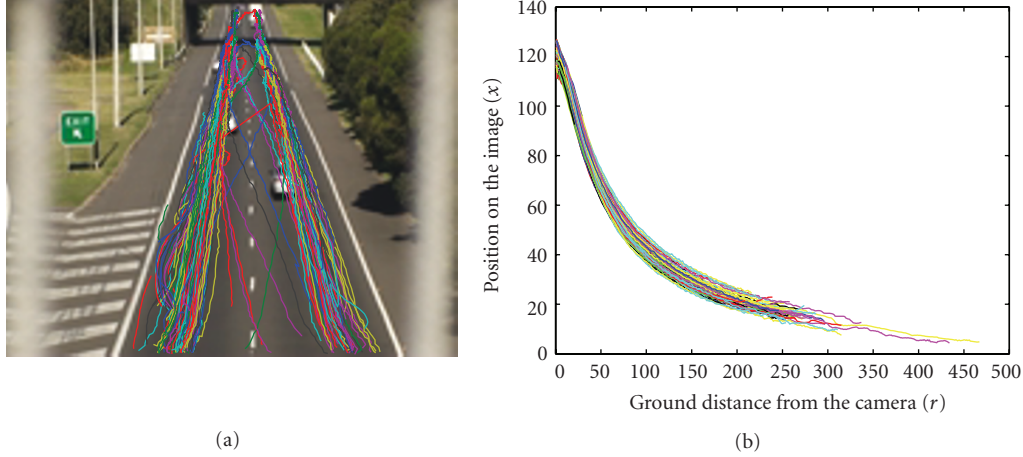 EXIT
140
120
100
80
60
40
20
0
Position on the image (x)
0 50 100 150 200 250 300 350 400 450 500
Ground distance from the camera (r)
(a)
(b)